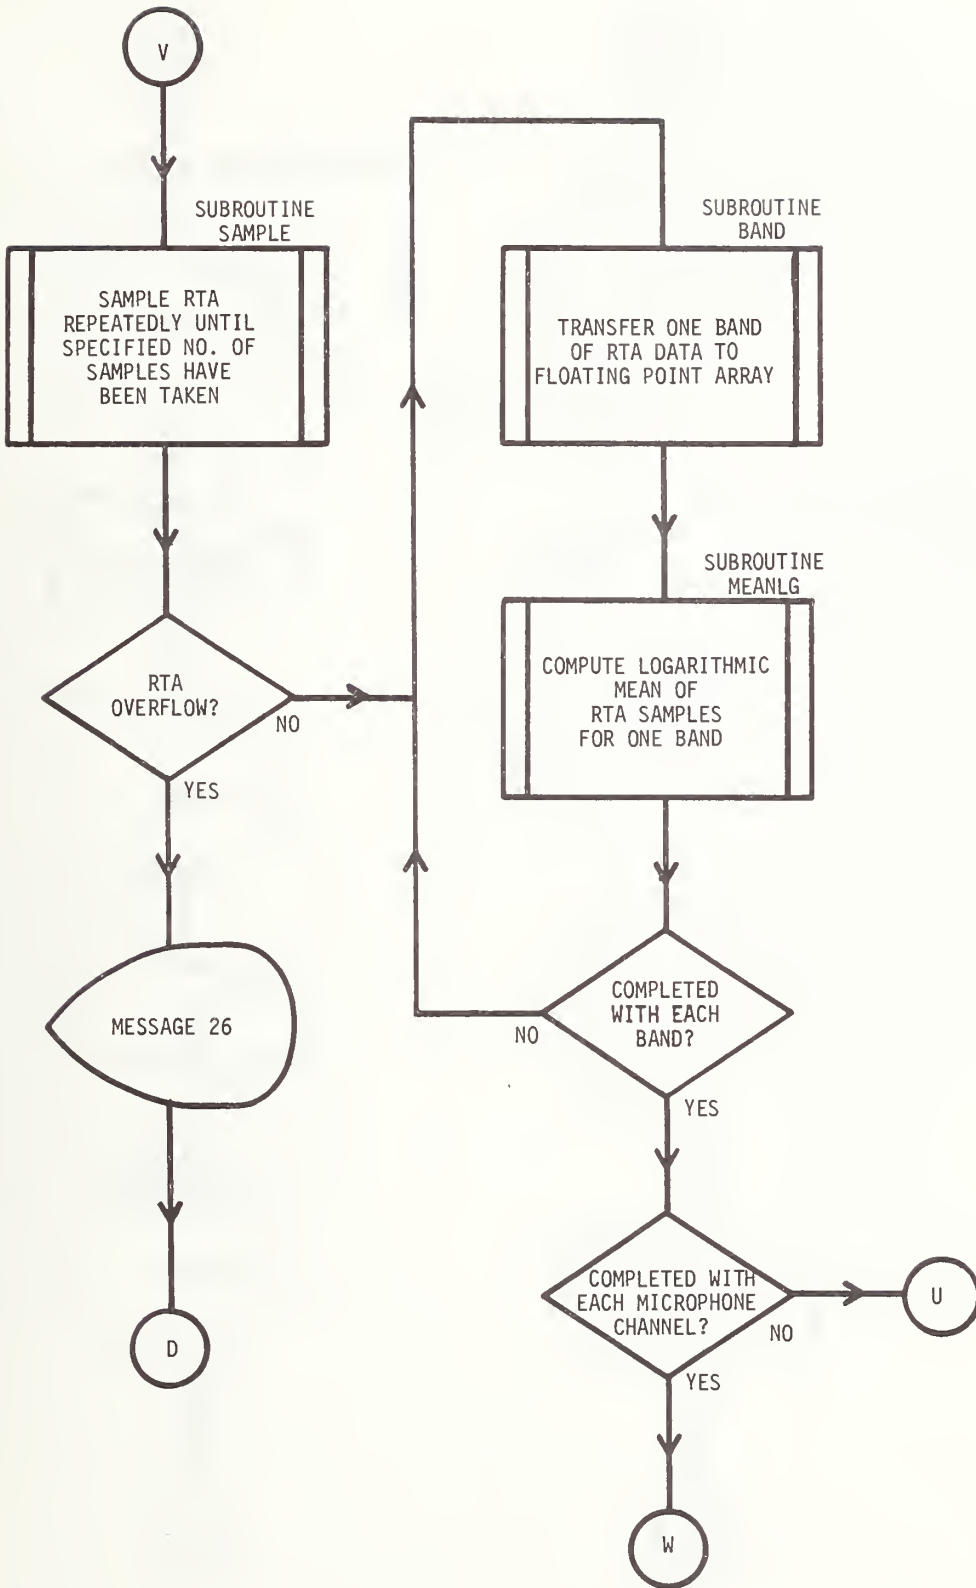 V
SUBROUTINE
SAMPLE
SAMPLE RTA
REPEATEDLY UNTIL
SPECIFIED NO. OF
SAMPLES HAVE
BEEN TAKEN
RTA
OVERFLOW?
NO
YES
MESSAGE 26
D
SUBROUTINE
BAND
TRANSFER ONE BAND
OF RTA DATA TO
FLOATING POINT ARRAY
SUBROUTINE
MEANLG
COMPUTE LOGARITHMIC
MEAN OF
RTA SAMPLES
FOR ONE BAND
COMPLETED
WITH EACH
BAND?
NO
YES
COMPLETED WITH
EACH MICROPHONE
CHANNEL?
NO
U
YES
W